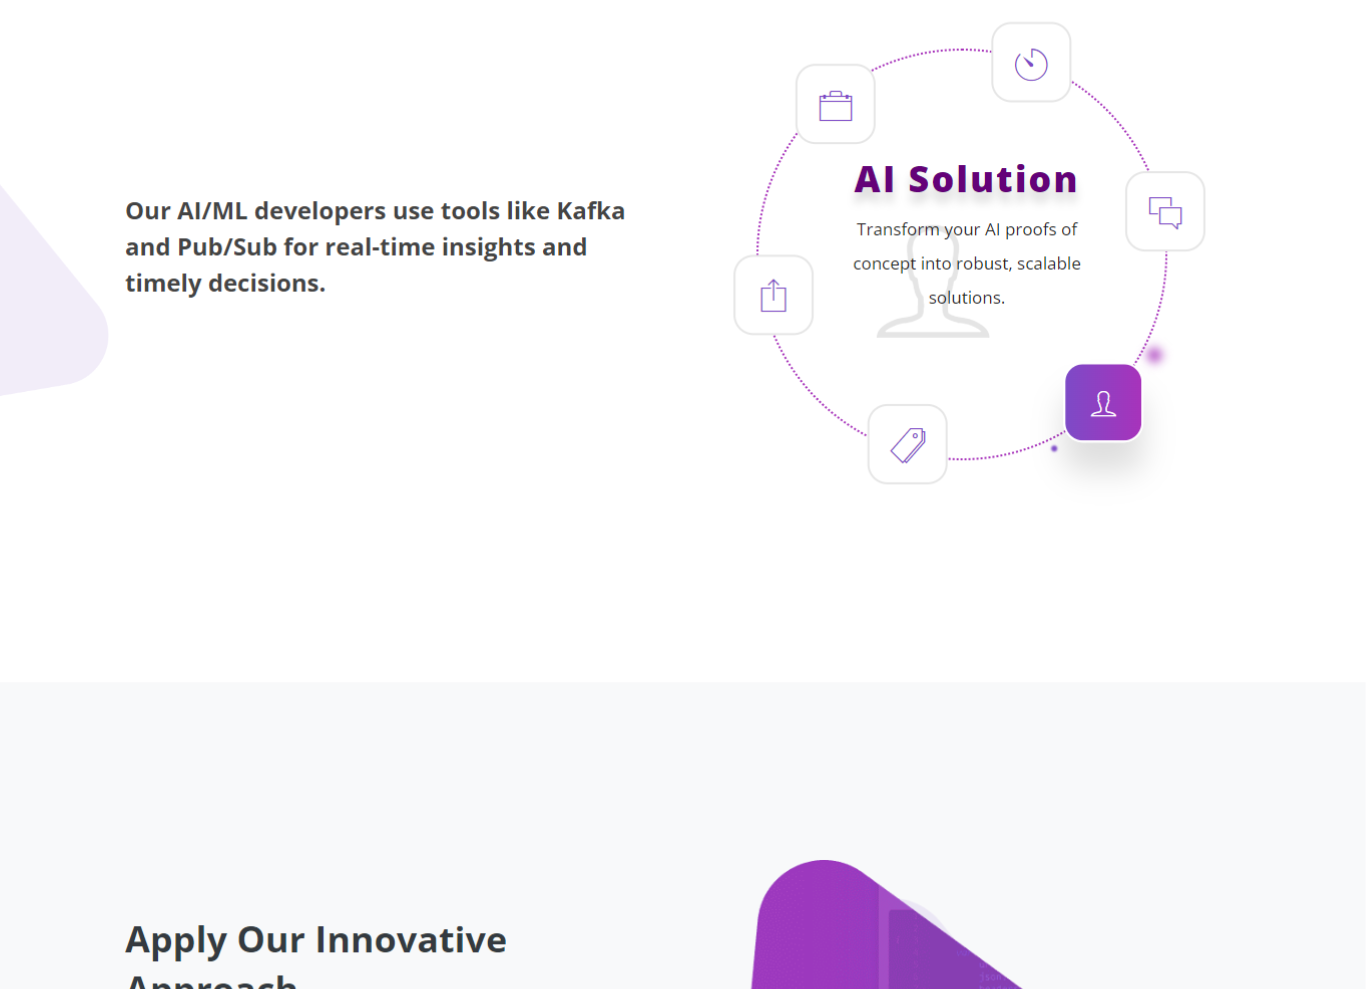 Our AI/ML developers use tools like Kafka
and Pub/Sub for real-time insights and
timely decisions.
AI Solution
Transform your AI proofs of
concept into robust, scalable
solutions.
Apply Our Innovative
Approach